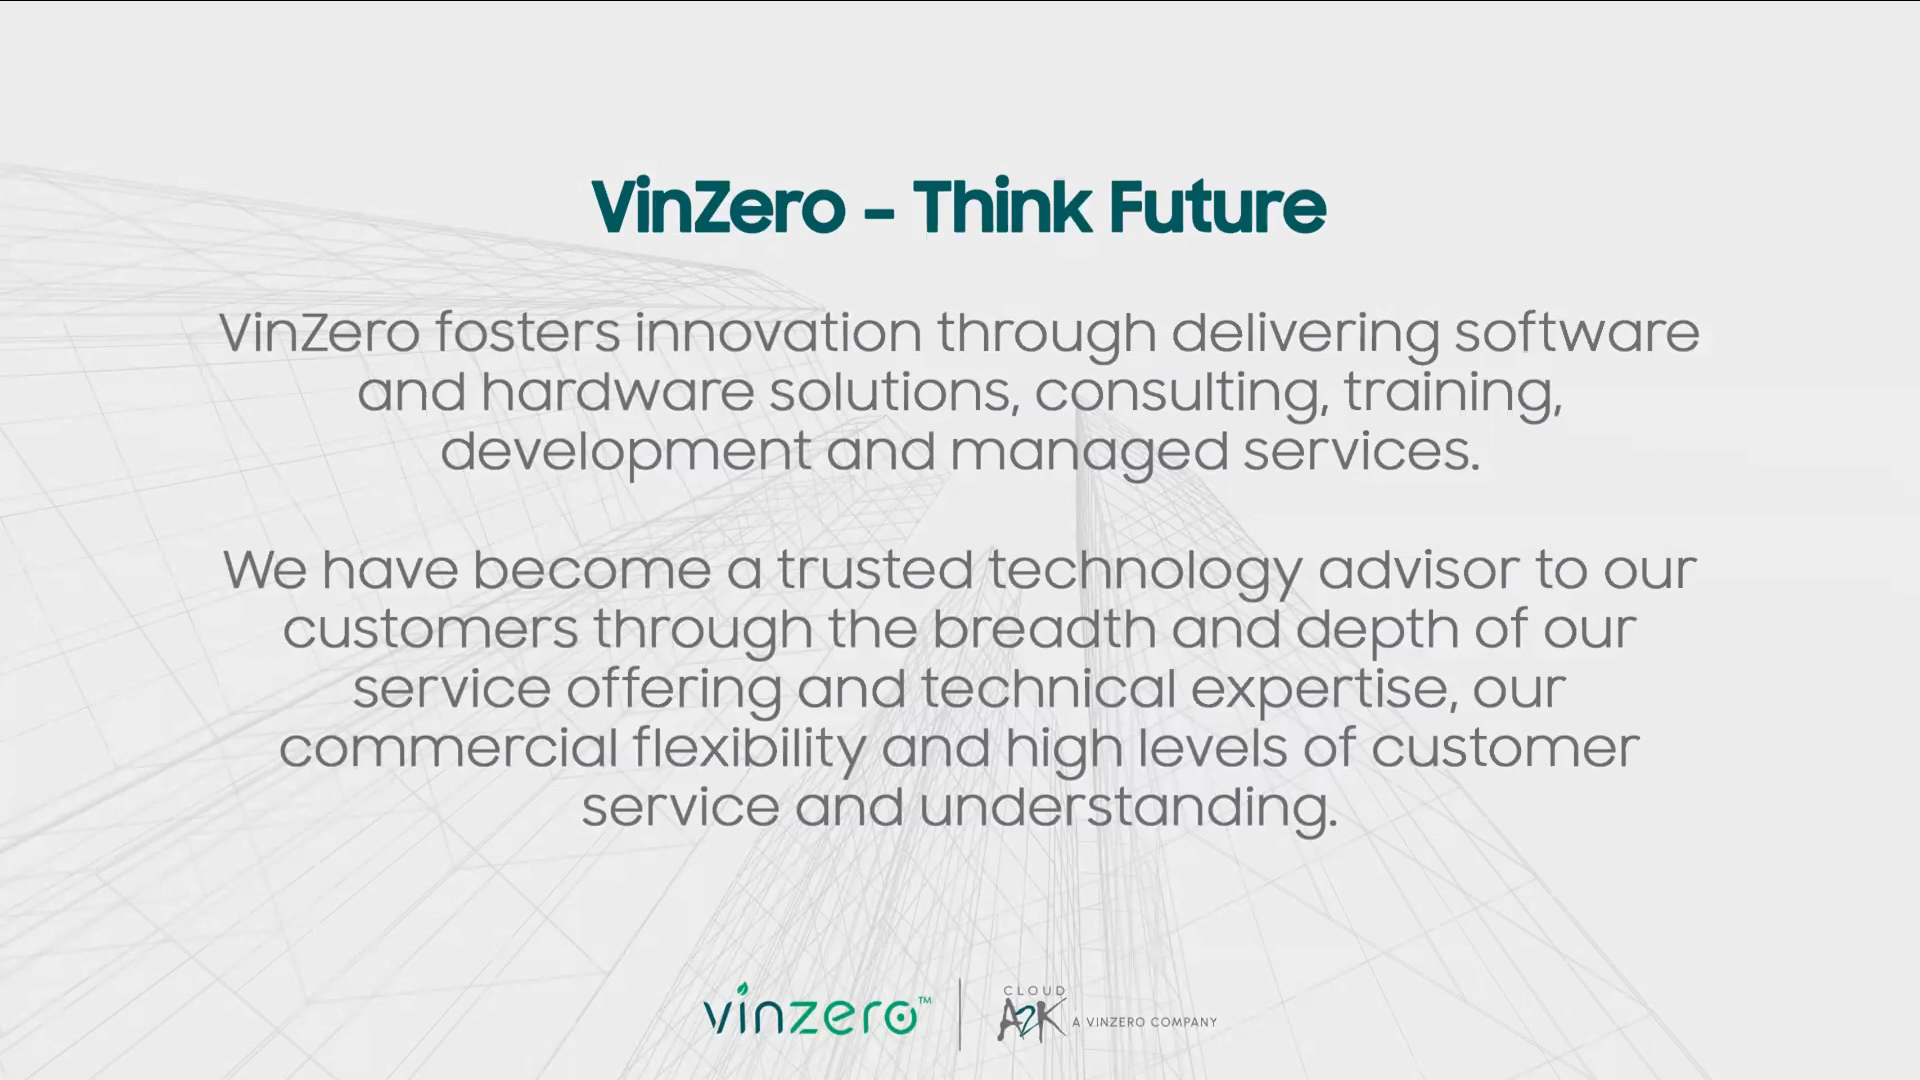 VinZero – Think Future
VinZero fosters innovation through delivering software
and hardware solutions, consulting, training,
development and managed services.
We have become a trusted technology advisor to our
customers through the breadth and depth of our
service offering and technical expertise, our
commercial flexibility and high levels of customer
service and understanding.
vinzero™
CLOUD
A2K
A VINZERO COMPANY